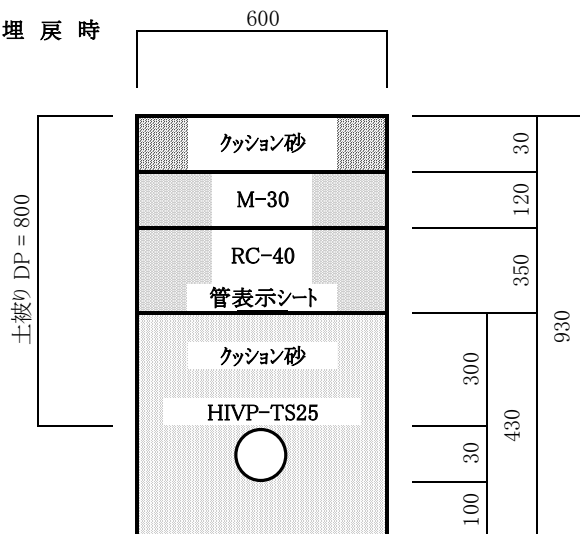 埋戻時
600
クッション砂
M-30
RC-40
管表示シート
クッション砂
HIVP-TS25
土被り DP = 800
30
120
350
300
30
100
430
930